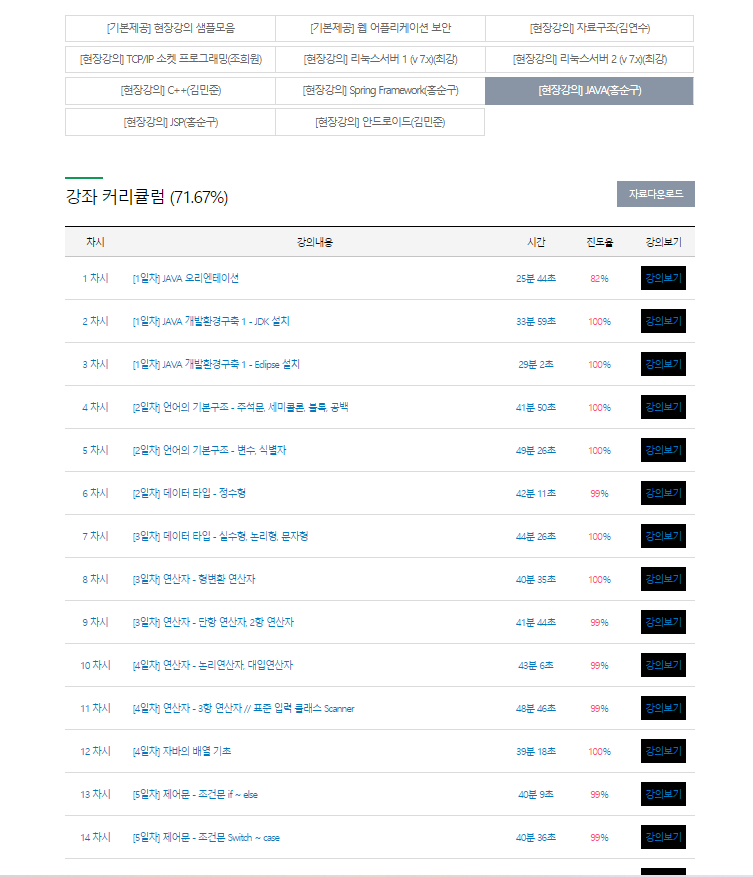 [기본제공] 현장강의 샘플모음 [기본제공] 웹 어플리케이션 보안 [현장강의] 자료구조(김연수)
[현장강의] TCP/IP 소켓 프로그래밍(조희원) [현장강의] 리눅스서버 1 (v 7.x)(최강) [현장강의] 리눅스서버 2 (v 7.x)(최강)
[현장강의] C++(김민준) [현장강의] Spring Framework(홍순구) [현장강의] JAVA(홍순구)
[현장강의] JSP(홍순구) [현장강의] 안드로이드(김민준)
강좌 커리큘럼 (71.67%) 자료다운로드
차시 강의내용 시간 진도율 강의보기
1 차시 [1일차] JAVA 오리엔테이션 25분 44초 82% 강의보기
2 차시 [1일차] JAVA 개발환경구축 1 - JDK 설치 33분 59초 100% 강의보기
3 차시 [1일차] JAVA 개발환경구축 1 - Eclipse 설치 29분 2초 100% 강의보기
4 차시 [2일차] 언어의 기본구조 - 주석문, 세미콜론, 블록, 공백 41분 50초 100% 강의보기
5 차시 [2일차] 언어의 기본구조 - 변수, 식별자 49분 26초 100% 강의보기
6 차시 [2일차] 데이터 타입 - 정수형 42분 11초 99% 강의보기
7 차시 [3일차] 데이터 타입 - 실수형, 논리형, 문자형 44분 26초 100% 강의보기
8 차시 [3일차] 연산자 - 형변환 연산자 40분 35초 100% 강의보기
9 차시 [3일차] 연산자 - 단항 연산자, 2항 연산자 41분 44초 99% 강의보기
10 차시 [4일차] 연산자 - 논리연산자, 대입연산자 43분 6초 99% 강의보기
11 차시 [4일차] 연산자 - 3항 연산자 // 표준 입력 클래스 Scanner 48분 46초 99% 강의보기
12 차시 [4일차] 자바의 배열 기초 39분 18초 100% 강의보기
13 차시 [5일차] 제어문 - 조건문 if ~ else 40분 9초 99% 강의보기
14 차시 [5일차] 제어문 - 조건문 Switch ~ case 40분 36초 99% 강의보기